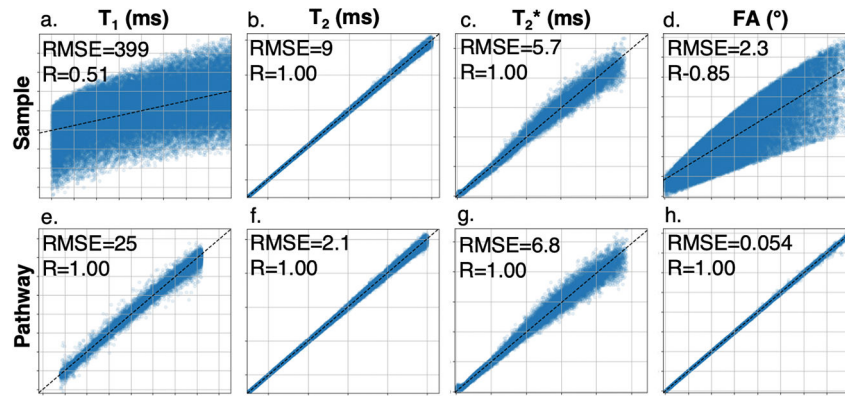 T₁ (ms)
T₂ (ms)
T₂* (ms)
FA (º)
Sample
a.
RMSE=399
R=0.51
b.
RMSE=9
R=1.00
c.
RMSE=5.7
R=1.00
d.
RMSE=2.3
R-0.85
Pathway
e.
RMSE=25
R=1.00
f.
RMSE=2.1
R=1.00
g.
RMSE=6.8
R=1.00
h.
RMSE=0.054
R=1.00